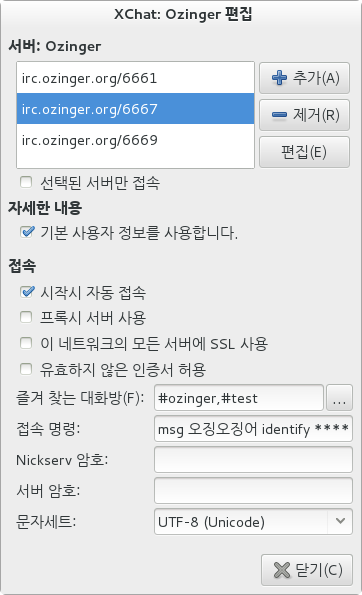 XChat: Ozinger 편집
서버: Ozinger
irc.ozinger.org/6661
추가(A)
irc.ozinger.org/6667
제거(R)
irc.ozinger.org/6669
편집(E)
선택된 서버만 접속
자세한 내용
기본 사용자 정보를 사용합니다.
접속
시작시 자동 접속
프록시 서버 사용
이 네트워크의 모든 서버에 SSL 사용
유효하지 않은 인증서 허용
즐겨 찾는 대화방(F): #ozinger,#test ...
접속 명령: msg 오징오징어 identify ****
Nickserv 암호:
서버 암호:
문자세트: UTF-8 (Unicode)
닫기(C)